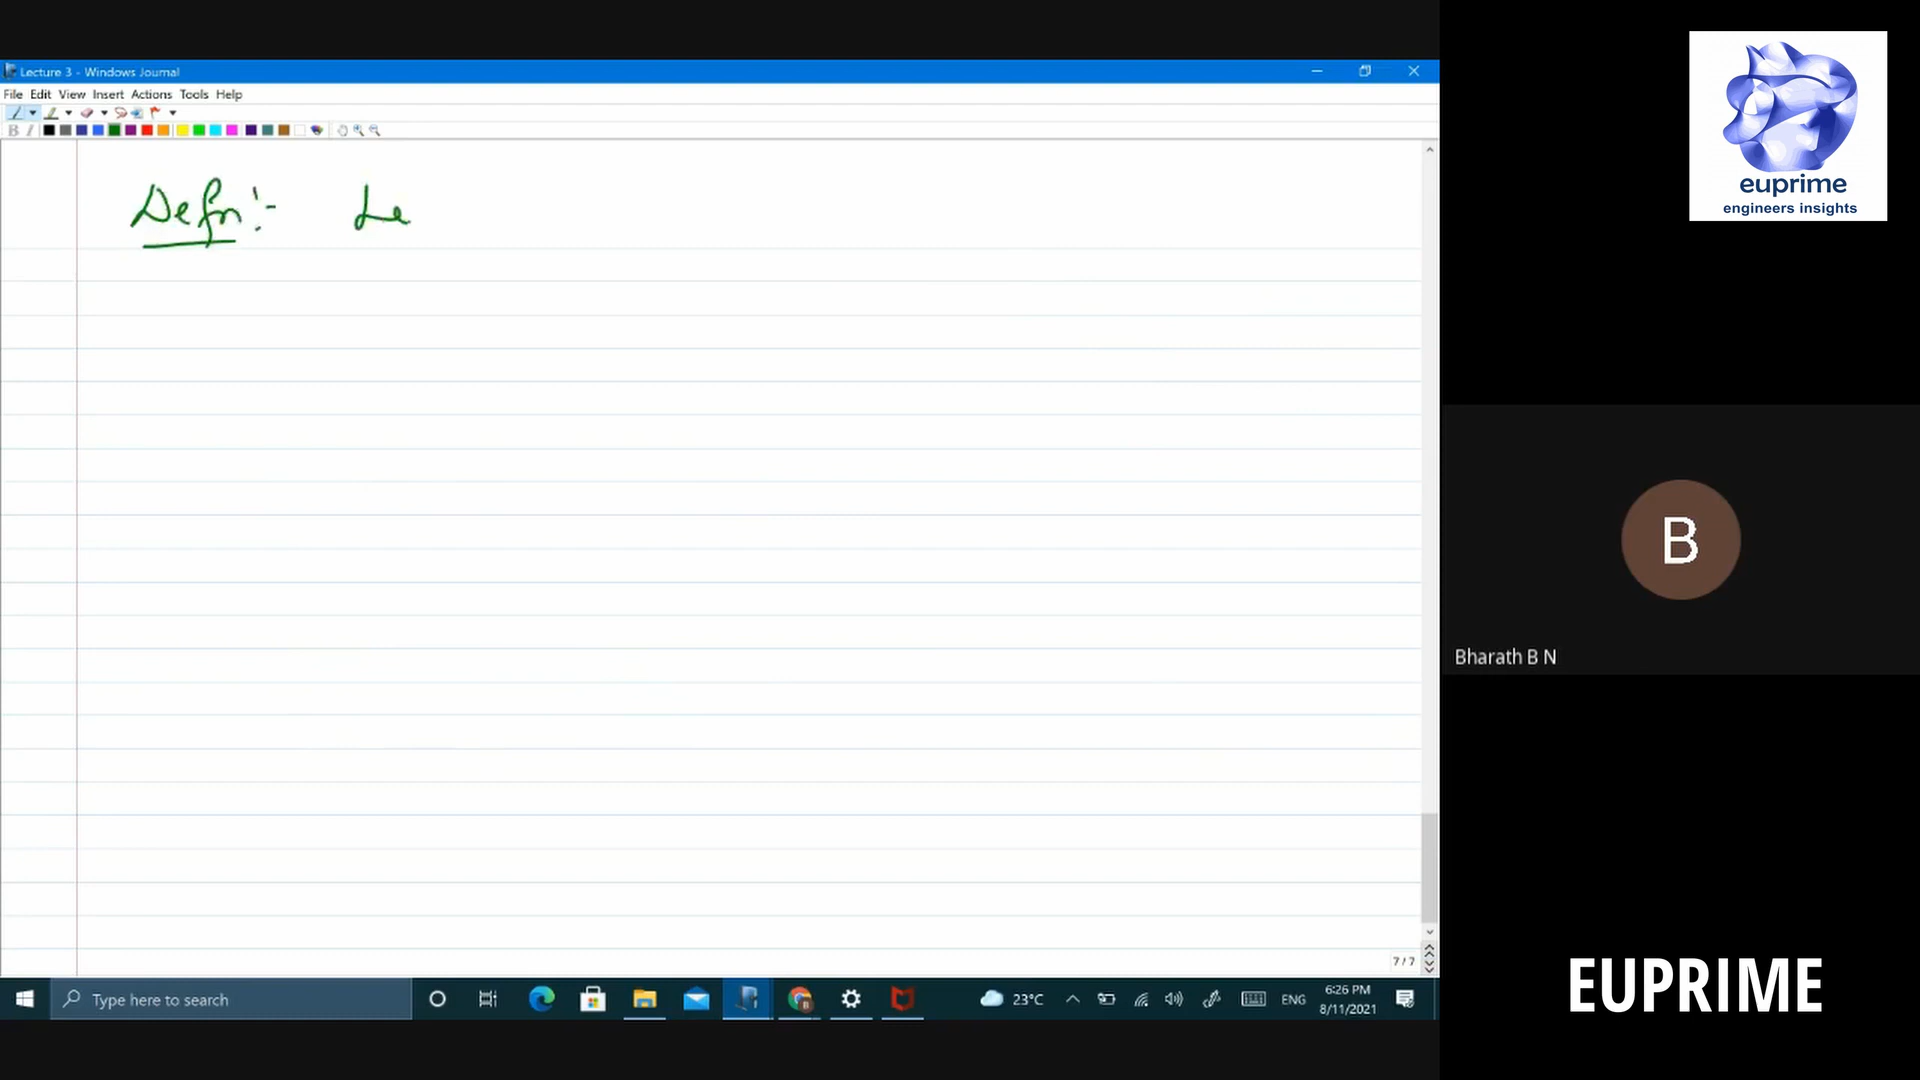 Lecture 3 - Windows Journal
File Edit View Insert Actions Tools Help
B I
Defn:- Le
7 / 7
euprime
engineers insights
B
Bharath B N
EUPRIME
Type here to search
23°C
ENG
6:26 PM
8/11/2021